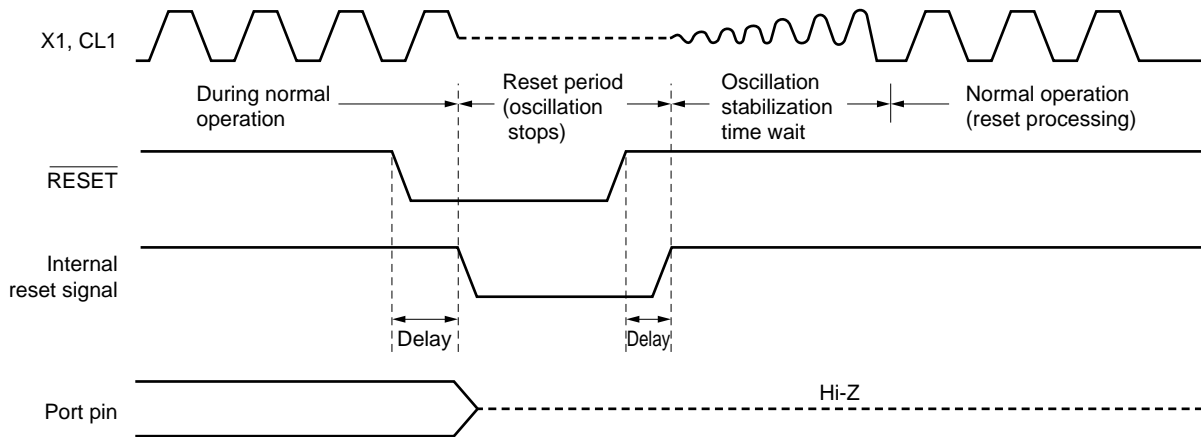 X1, CL1
During normal
operation
Reset period
(oscillation
stops)
Oscillation
stabilization
time wait
Normal operation
(reset processing)
RESET
Internal
reset signal
Delay
Delay
Port pin
Hi-Z